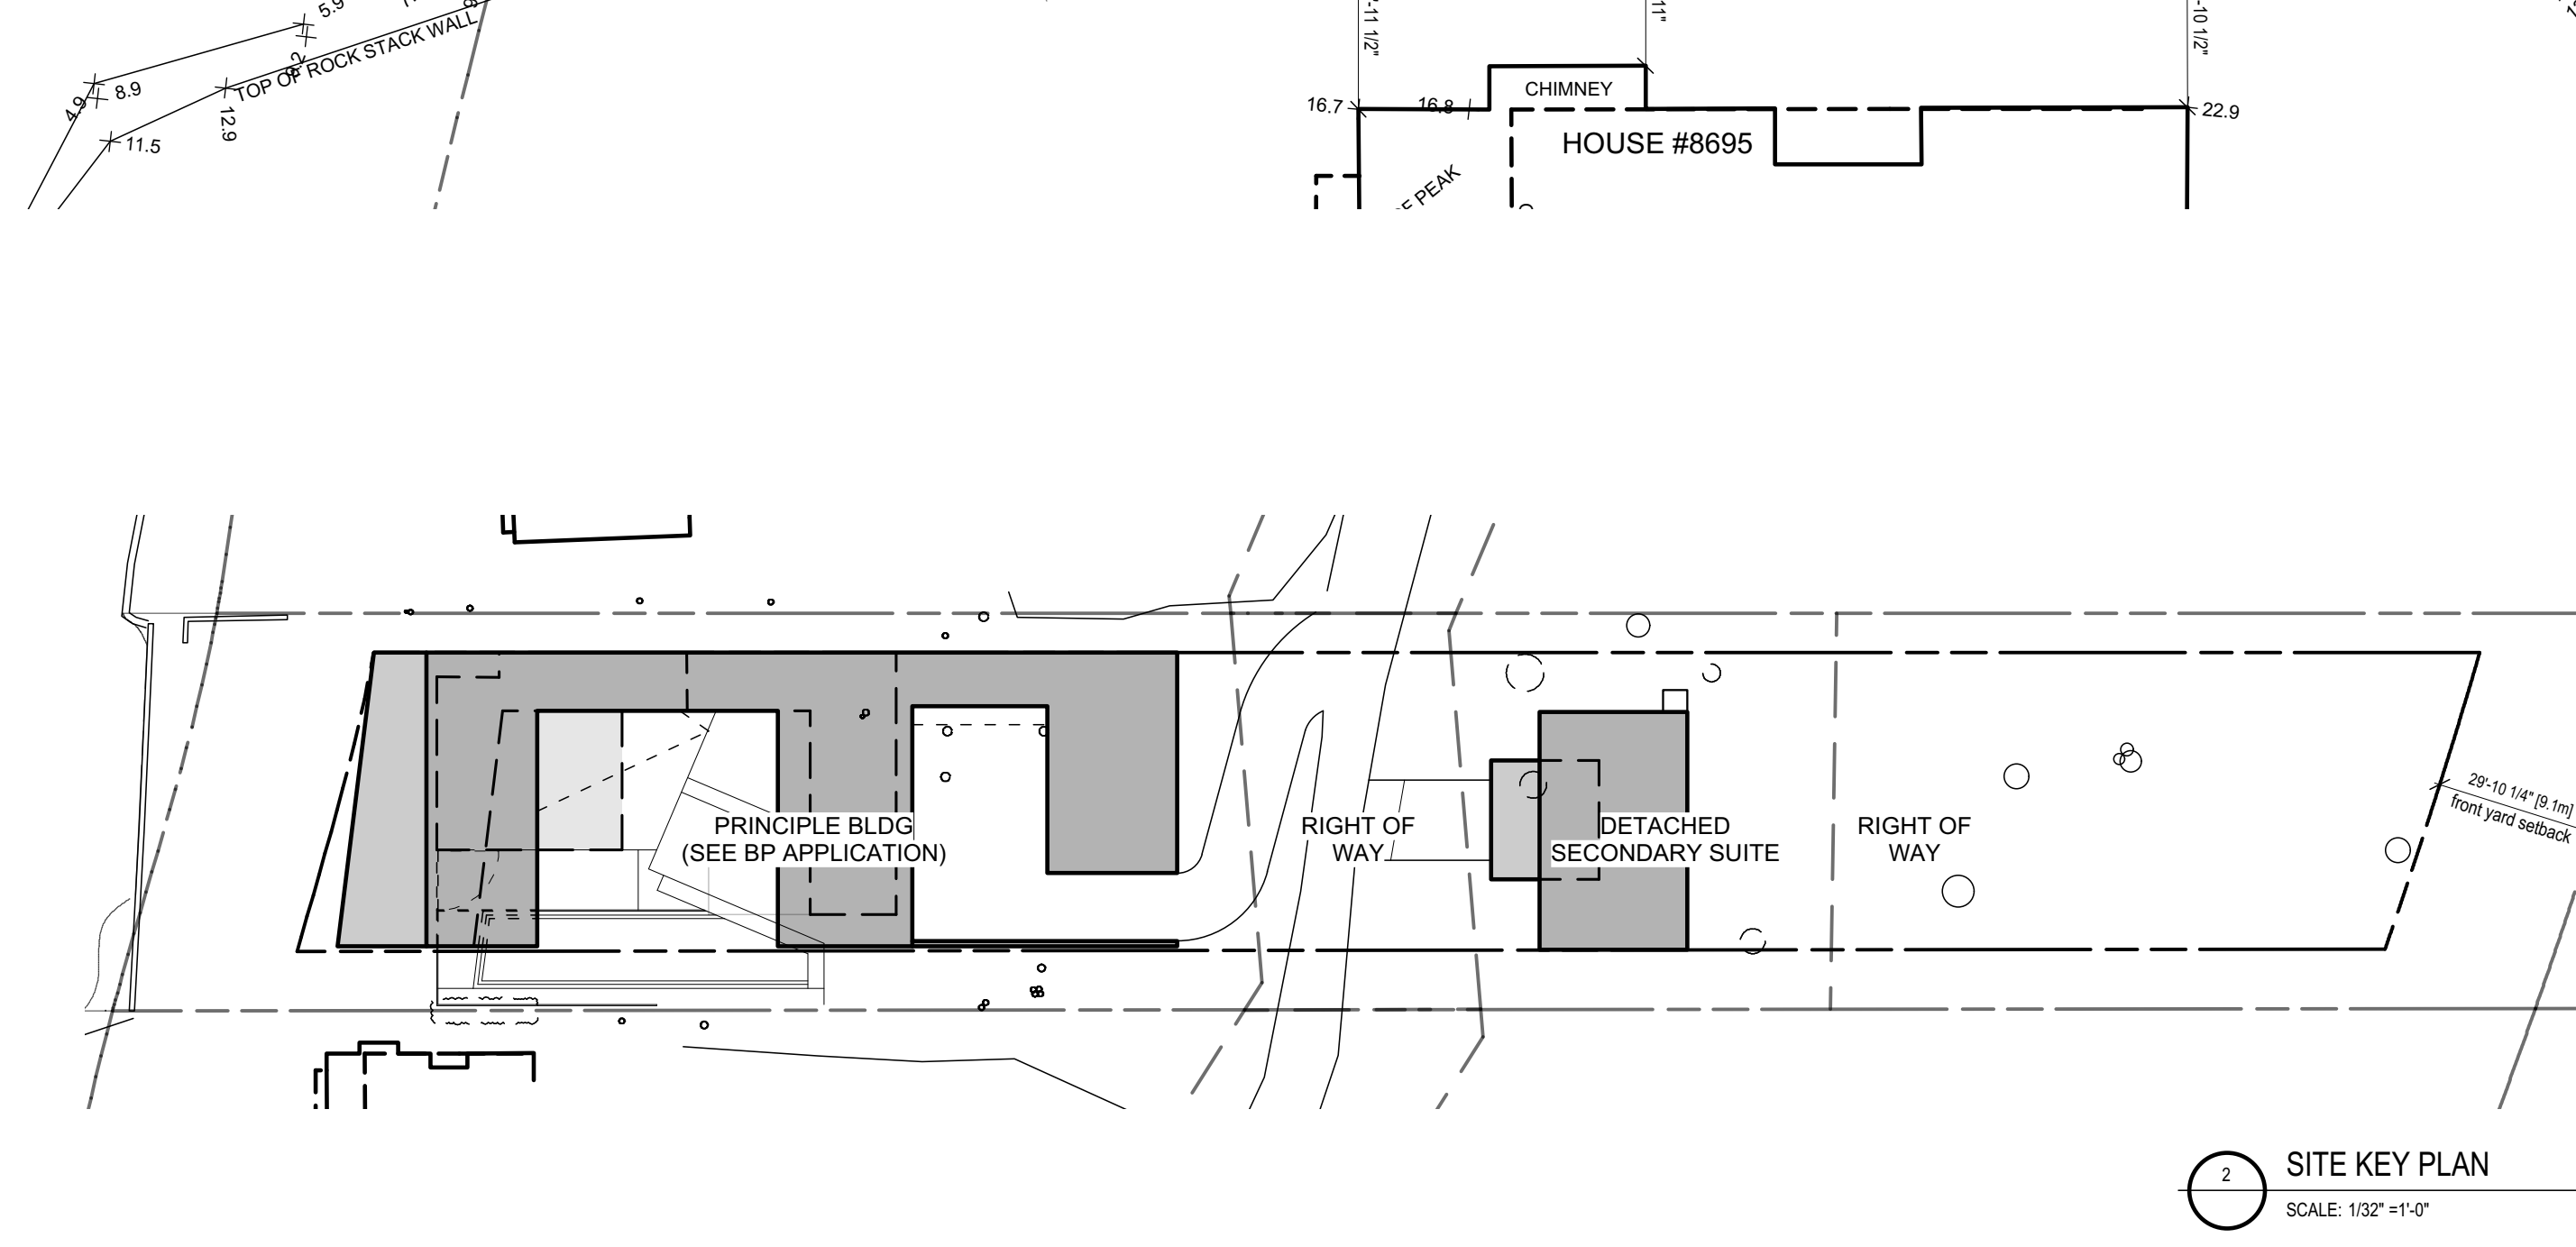 5.9
9.2
TOP OF ROCK STACK WALL
8.9
4.9
12.9
11.5
'-11 1/2"
11"
-10 1/2"
CHIMNEY
16.7
16.8
22.9
HOUSE #8695
PEAK
PRINCIPLE BLDG
(SEE BP APPLICATION)
RIGHT OF
WAY
DETACHED
SECONDARY SUITE
RIGHT OF
WAY
29'-10 1/4" [9.1m]
front yard setback
2
SITE KEY PLAN
SCALE: 1/32" =1'-0"